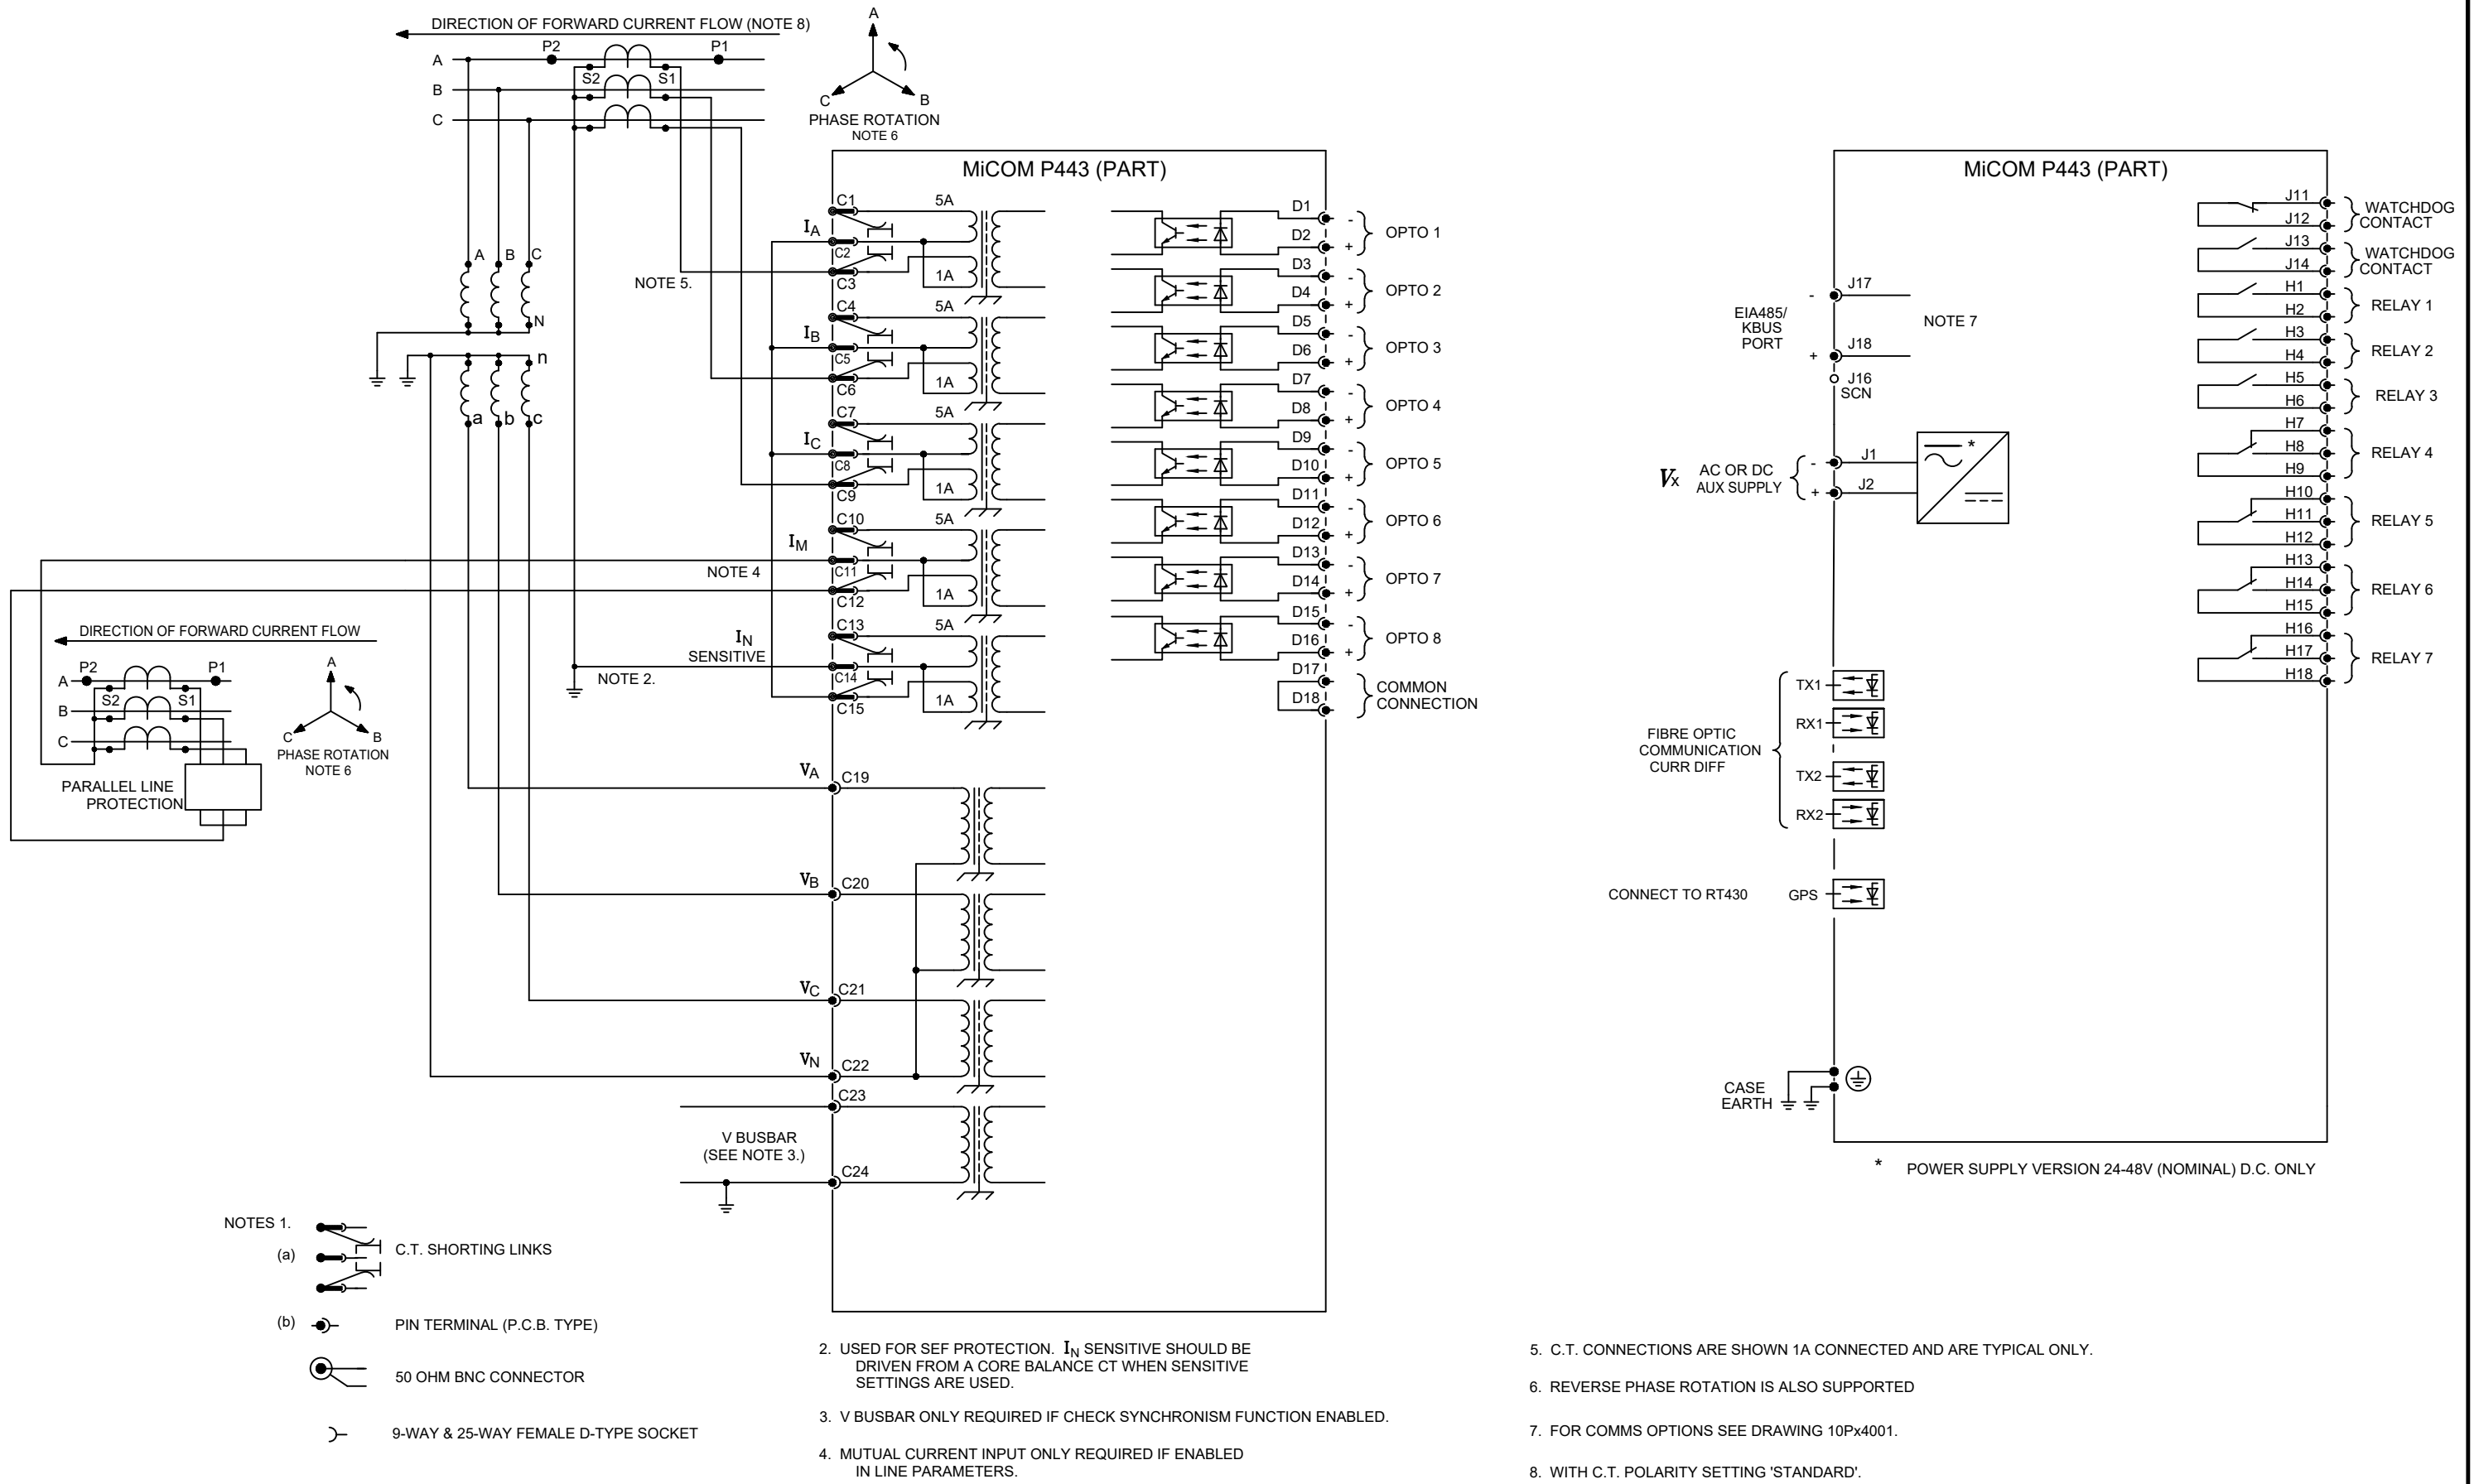 DIRECTION OF FORWARD CURRENT FLOW (NOTE 8)
A
P2
P1
A
S2
S1
B
C
C
B
PHASE ROTATION
NOTE 6
MiCOM P443 (PART)
C1
5A
IA
C2
1A
C3
NOTE 5.
C4
5A
IB
C5
1A
C6
C7
5A
IC
C8
1A
C9
C10
5A
IM
C11
NOTE 4
1A
C12
C13
5A
IN
SENSITIVE
C14
NOTE 2.
1A
C15
A
B
C
N
n
a
b
c
DIRECTION OF FORWARD CURRENT FLOW
P2
P1
A
S2
S1
B
C
A
C
B
PHASE ROTATION
NOTE 6
PARALLEL LINE
PROTECTION
VA
C19
VB
C20
VC
C21
VN
C22
C23
V BUSBAR
(SEE NOTE 3.)
C24
D1
-
D2
+
OPTO 1
D3
-
D4
+
OPTO 2
D5
-
D6
+
OPTO 3
D7
-
D8
+
OPTO 4
D9
-
D10
+
OPTO 5
D11
-
D12
+
OPTO 6
D13
-
D14
+
OPTO 7
D15
-
D16
+
OPTO 8
D17
D18
COMMON
CONNECTION
MiCOM P443 (PART)
J11
J12
WATCHDOG
CONTACT
J13
J14
WATCHDOG
CONTACT
H1
H2
RELAY 1
H3
H4
RELAY 2
H5
H6
RELAY 3
H7
H8
H9
RELAY 4
H10
H11
H12
RELAY 5
H13
H14
H15
RELAY 6
H16
H17
H18
RELAY 7
-
J17
EIA485/
KBUS
PORT
NOTE 7
+
J18
J16
SCN
Vx
AC OR DC
AUX SUPPLY
-
J1
+
J2
*
TX1
RX1
FIBRE OPTIC
COMMUNICATION
CURR DIFF
TX2
RX2
CONNECT TO RT430
GPS
CASE
EARTH
* POWER SUPPLY VERSION 24-48V (NOMINAL) D.C. ONLY
NOTES 1.
(a)
C.T. SHORTING LINKS
(b)
PIN TERMINAL (P.C.B. TYPE)
50 OHM BNC CONNECTOR
9-WAY & 25-WAY FEMALE D-TYPE SOCKET
2. USED FOR SEF PROTECTION. IN SENSITIVE SHOULD BE
DRIVEN FROM A CORE BALANCE CT WHEN SENSITIVE
SETTINGS ARE USED.
3. V BUSBAR ONLY REQUIRED IF CHECK SYNCHRONISM FUNCTION ENABLED.
4. MUTUAL CURRENT INPUT ONLY REQUIRED IF ENABLED
IN LINE PARAMETERS.
5. C.T. CONNECTIONS ARE SHOWN 1A CONNECTED AND ARE TYPICAL ONLY.
6. REVERSE PHASE ROTATION IS ALSO SUPPORTED
7. FOR COMMS OPTIONS SEE DRAWING 10Px4001.
8. WITH C.T. POLARITY SETTING 'STANDARD'.